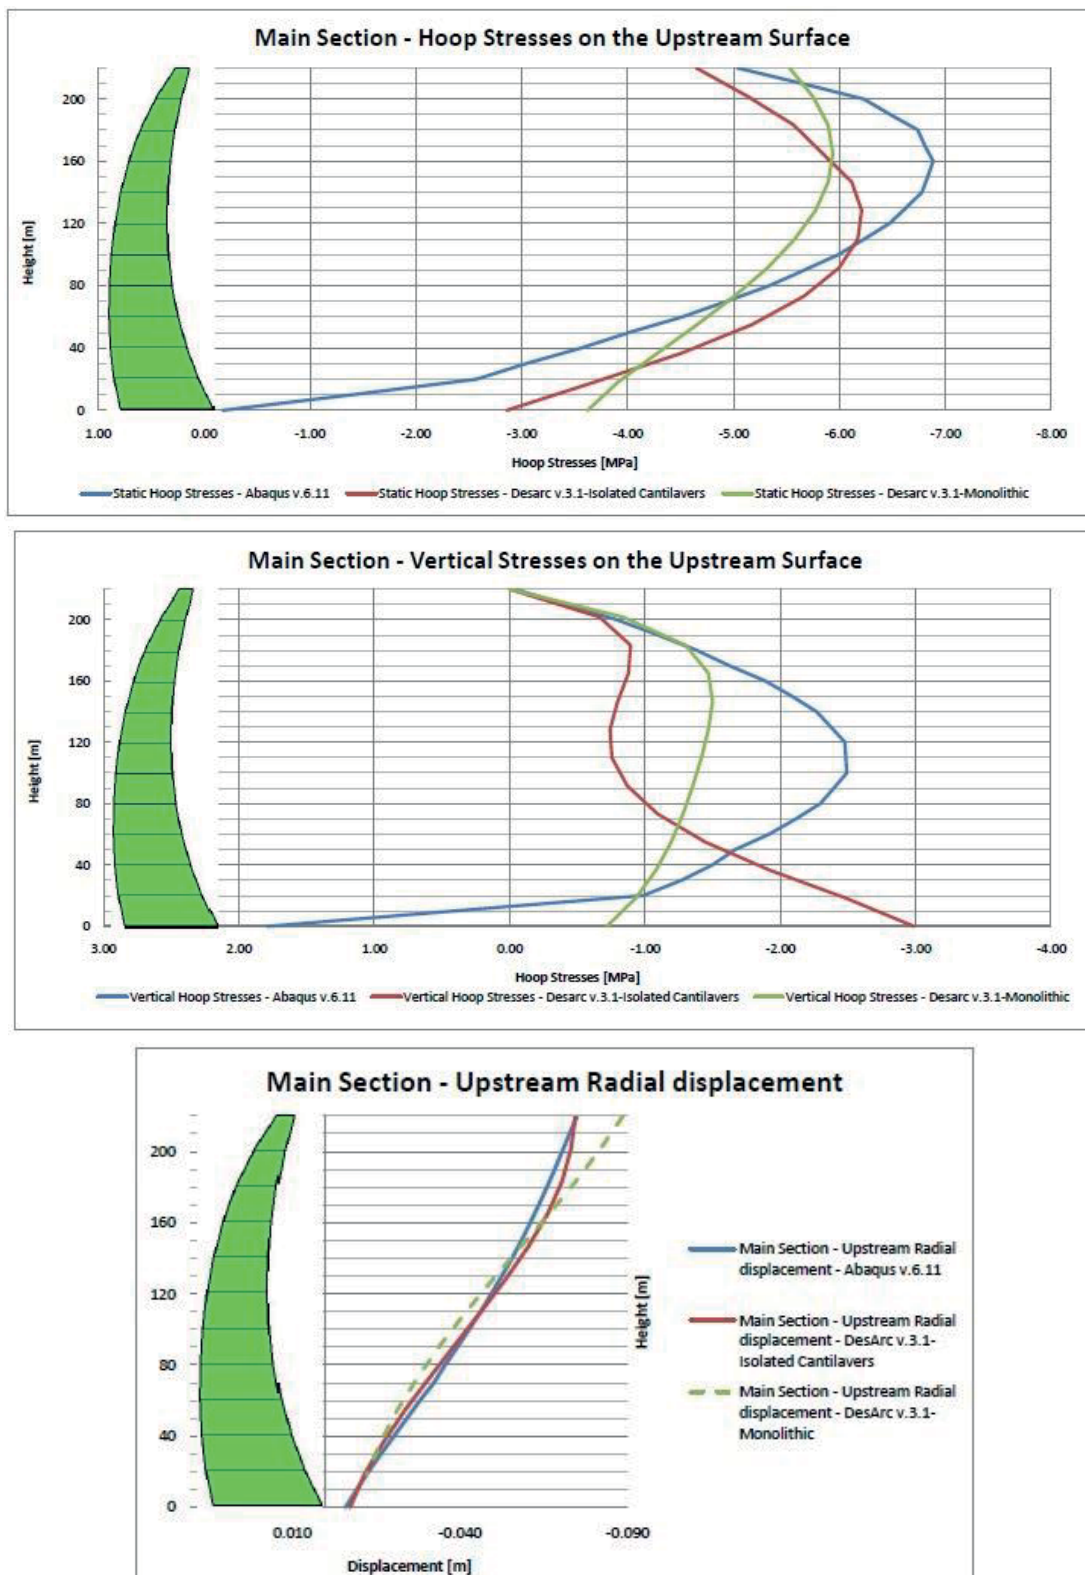 Main Section - Hoop Stresses on the Upstream Surface
200
160
120
80
40
0
Height [m]
1.00 0.00 -1.00 -2.00 -3.00 -4.00 -5.00 -6.00 -7.00 -8.00
Hoop Stresses [MPa]
Static Hoop Stresses - Abaqus v.6.11 Static Hoop Stresses - Desarc v.3.1-Isolated Cantilavers Static Hoop Stresses - Desarc v.3.1-Monolithic
Main Section - Vertical Stresses on the Upstream Surface
200
160
120
80
40
0
Height [m]
3.00 2.00 1.00 0.00 -1.00 -2.00 -3.00 -4.00
Hoop Stresses [MPa]
Vertical Hoop Stresses - Abaqus v.6.11 Vertical Hoop Stresses - Desarc v.3.1-Isolated Cantilavers Vertical Hoop Stresses - Desarc v.3.1-Monolithic
Main Section - Upstream Radial displacement
200
160
120
80
40
0
Height [m]
0.010 -0.040 -0.090
Displacement [m]
Main Section - Upstream Radial
displacement - Abaqus v.6.11
Main Section - Upstream Radial
displacement - DesArc v.3.1-
Isolated Cantilavers
Main Section - Upstream Radial
displacement - DesArc v.3.1-
Monolithic